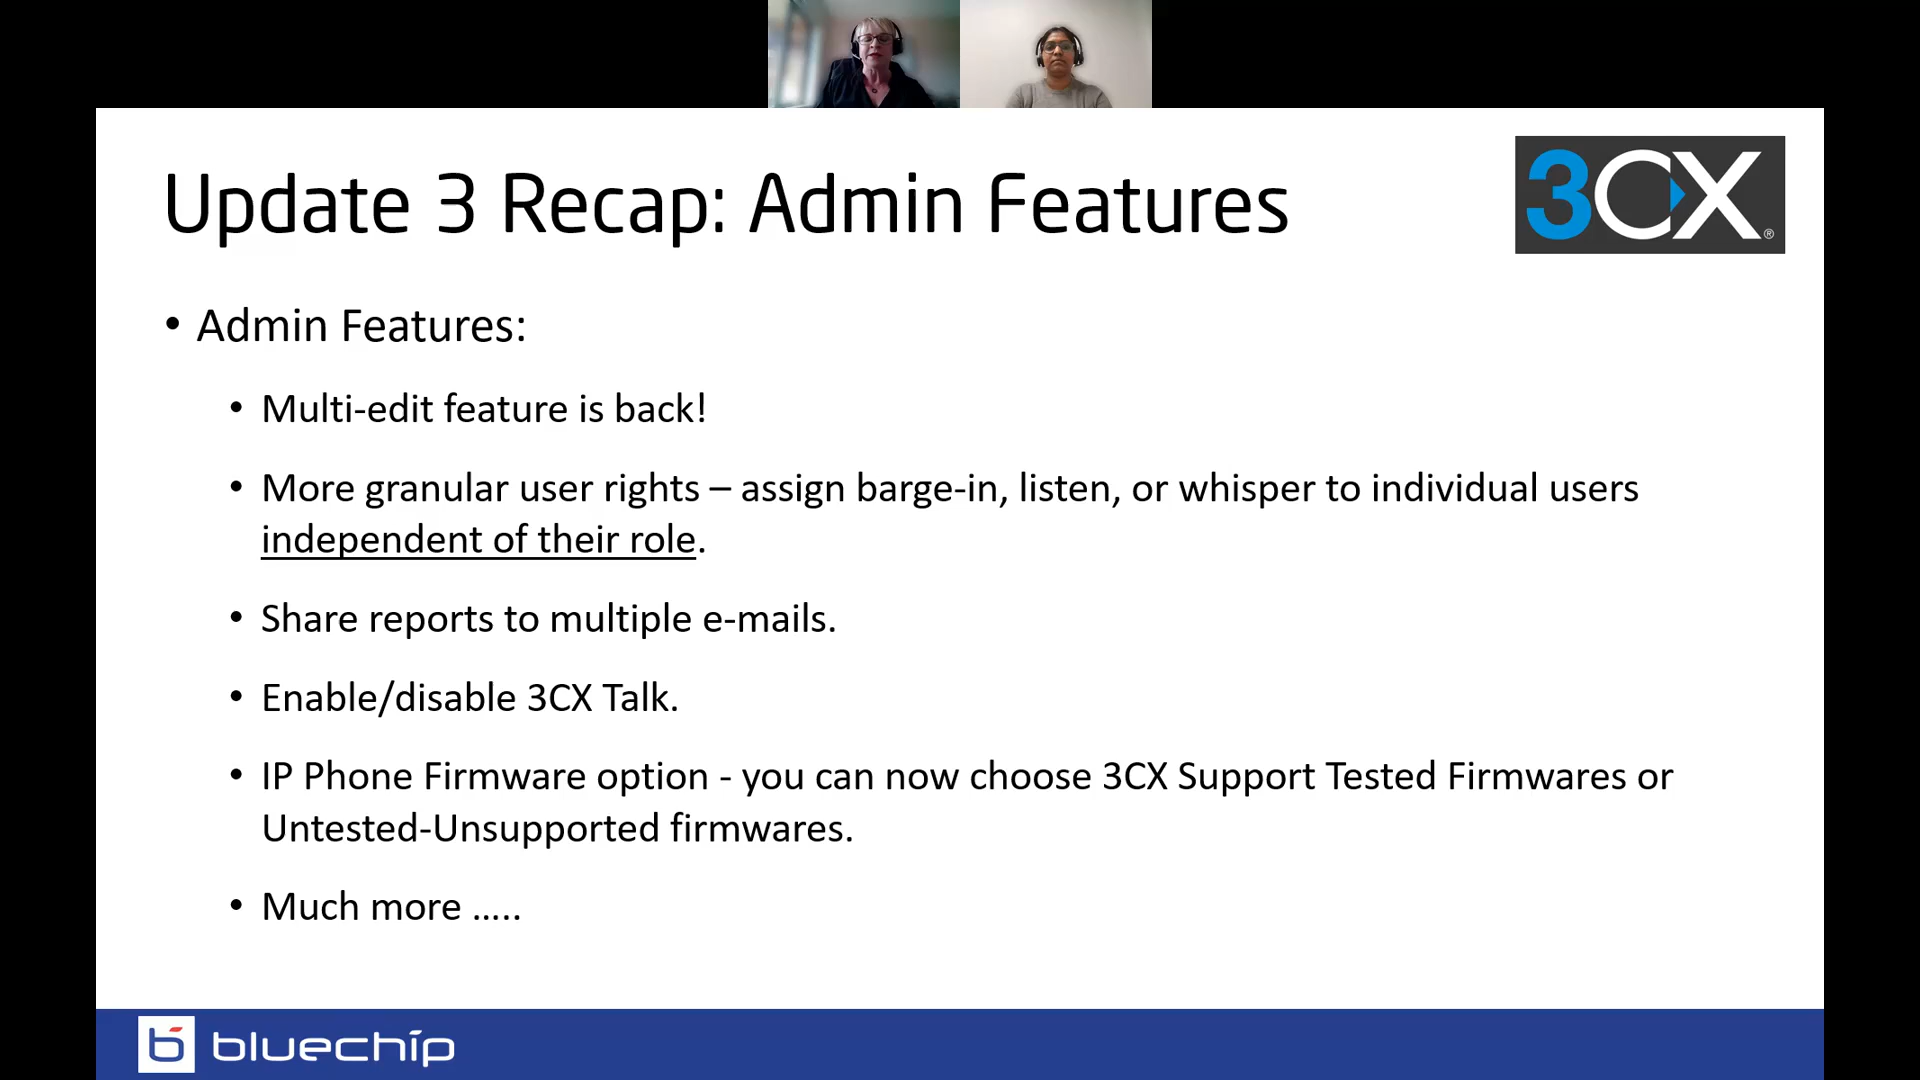 Update 3 Recap: Admin Features
3CX®
• Admin Features:
• Multi-edit feature is back!
• More granular user rights – assign barge-in, listen, or whisper to individual users
independent of their role.
• Share reports to multiple e-mails.
• Enable/disable 3CX Talk.
• IP Phone Firmware option - you can now choose 3CX Support Tested Firmwares or
Untested-Unsupported firmwares.
• Much more …..
b bluechip